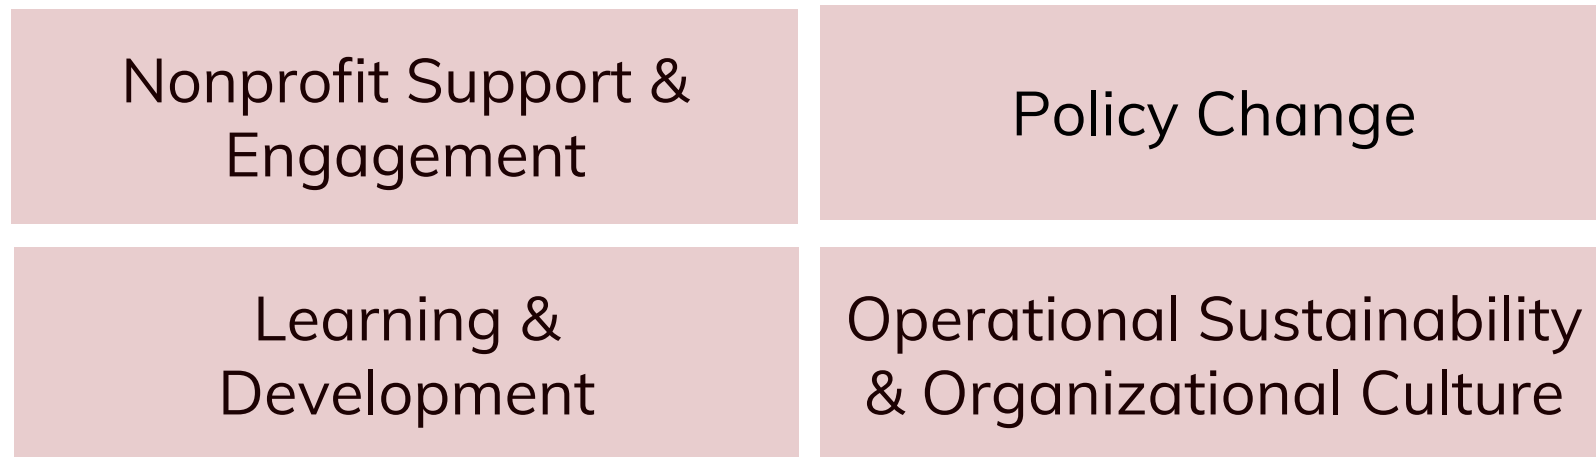 Nonprofit Support &
Engagement
Policy Change
Learning &
Development
Operational Sustainability
& Organizational Culture